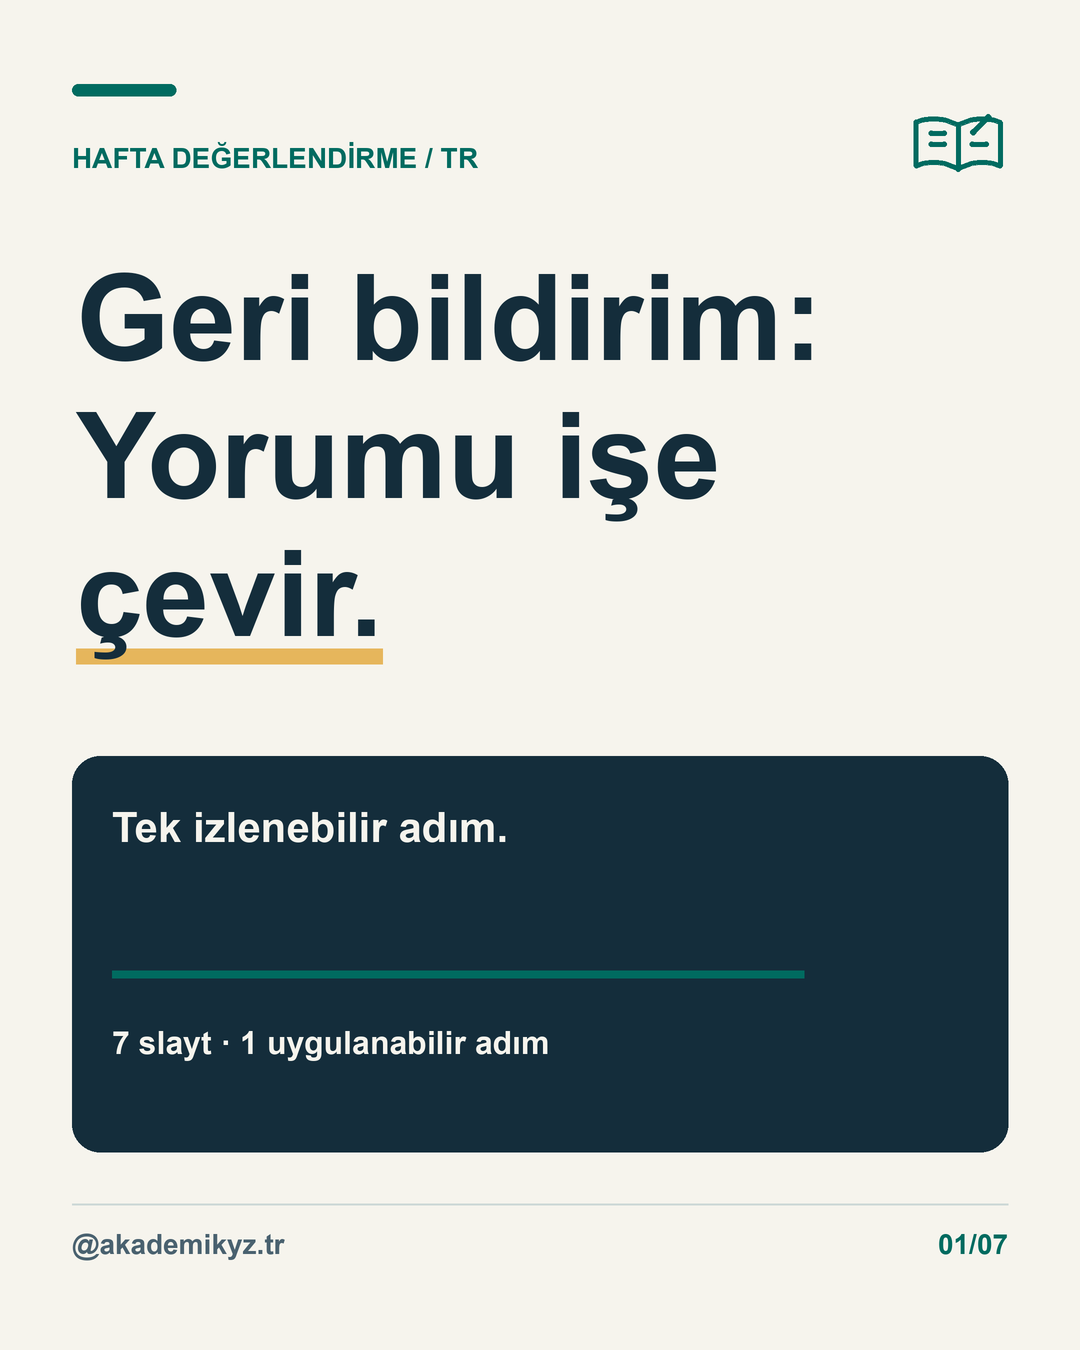 HAFTA DEĞERLENDİRME / TR
Geri bildirim:
Yorumu işe
çevir.
Tek izlenebilir adım.
7 slayt · 1 uygulanabilir adım
@akademikyz.tr
01/07